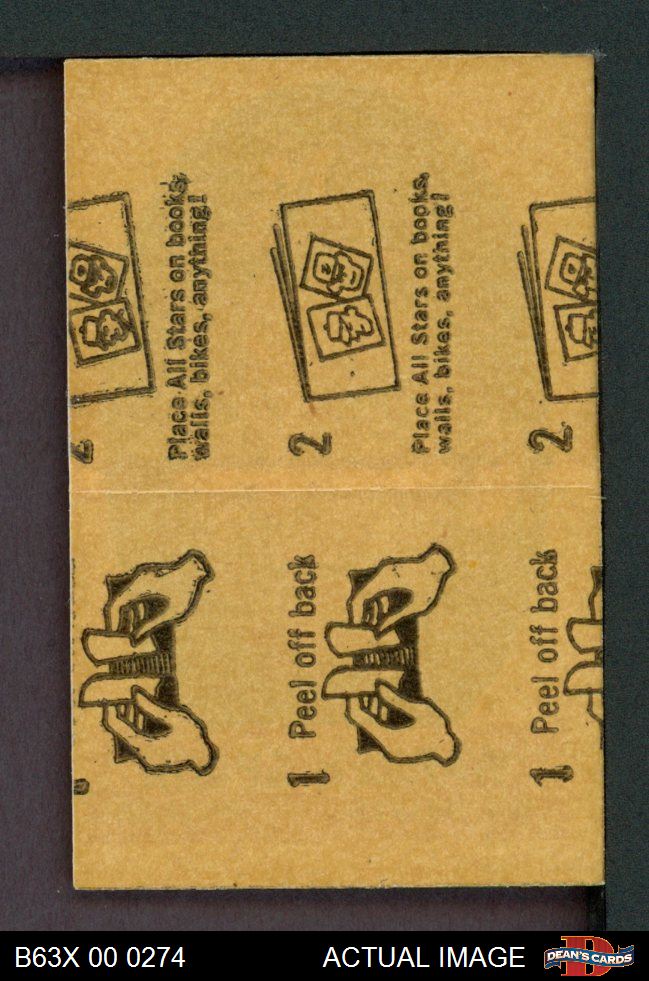 Place All Stars on books,
walls, bikes, anything!
2
Place All Stars on books,
walls, bikes, anything!
2
1 Peel off back
1 Peel off back
B63X 00 0274
ACTUAL IMAGE
DEAN'S CARDS